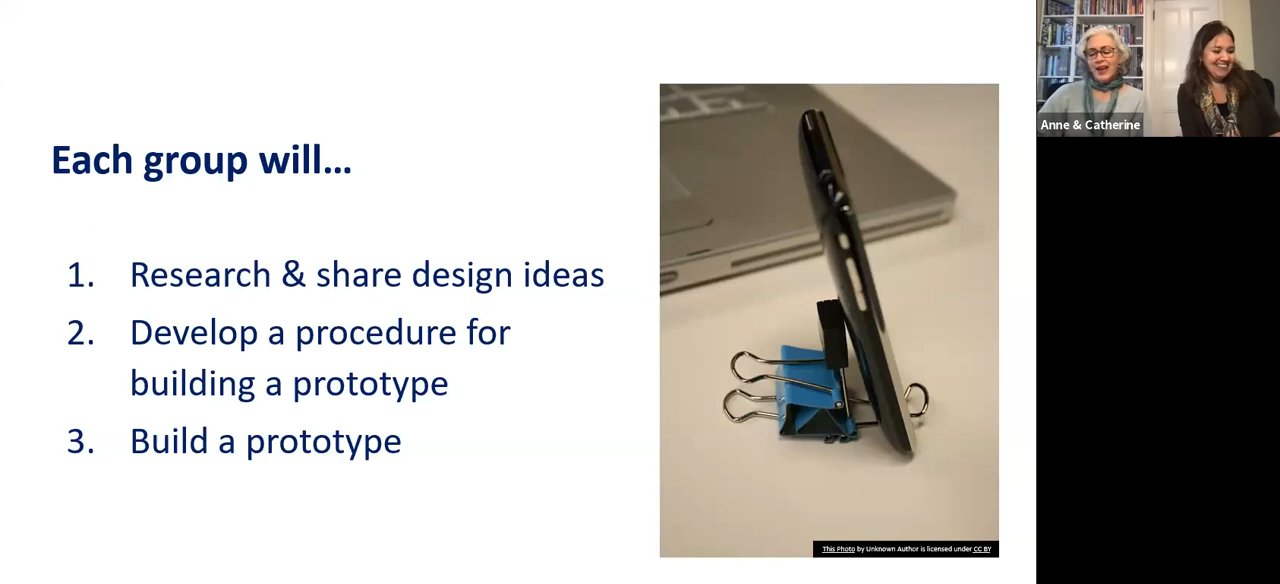 Each group will...
1. Research & share design ideas
2. Develop a procedure for
building a prototype
3. Build a prototype
This Photo by Unknown Author is licensed under CC BY
Anne & Catherine